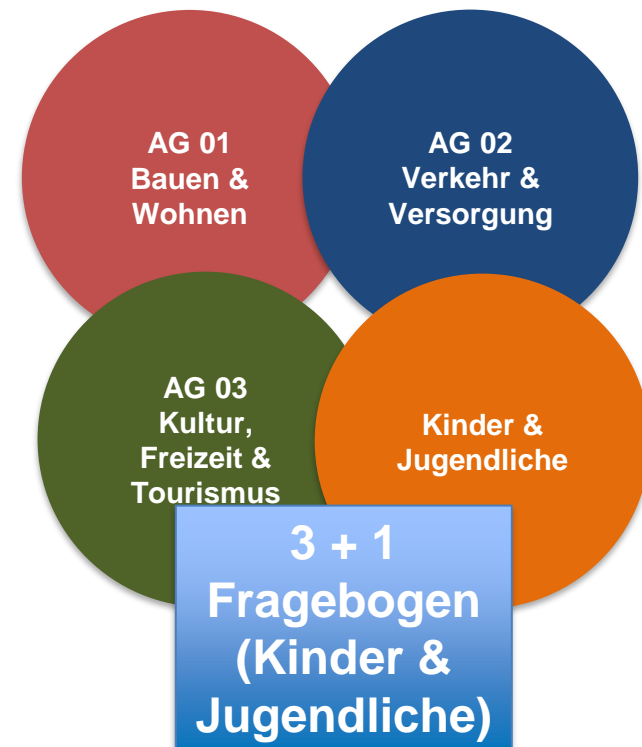 AG 01
Bauen &
Wohnen
AG 02
Verkehr &
Versorgung
AG 03
Kultur,
Freizeit &
Tourismus
Kinder &
Jugendliche
3 + 1
Fragebogen
(Kinder &
Jugendliche)